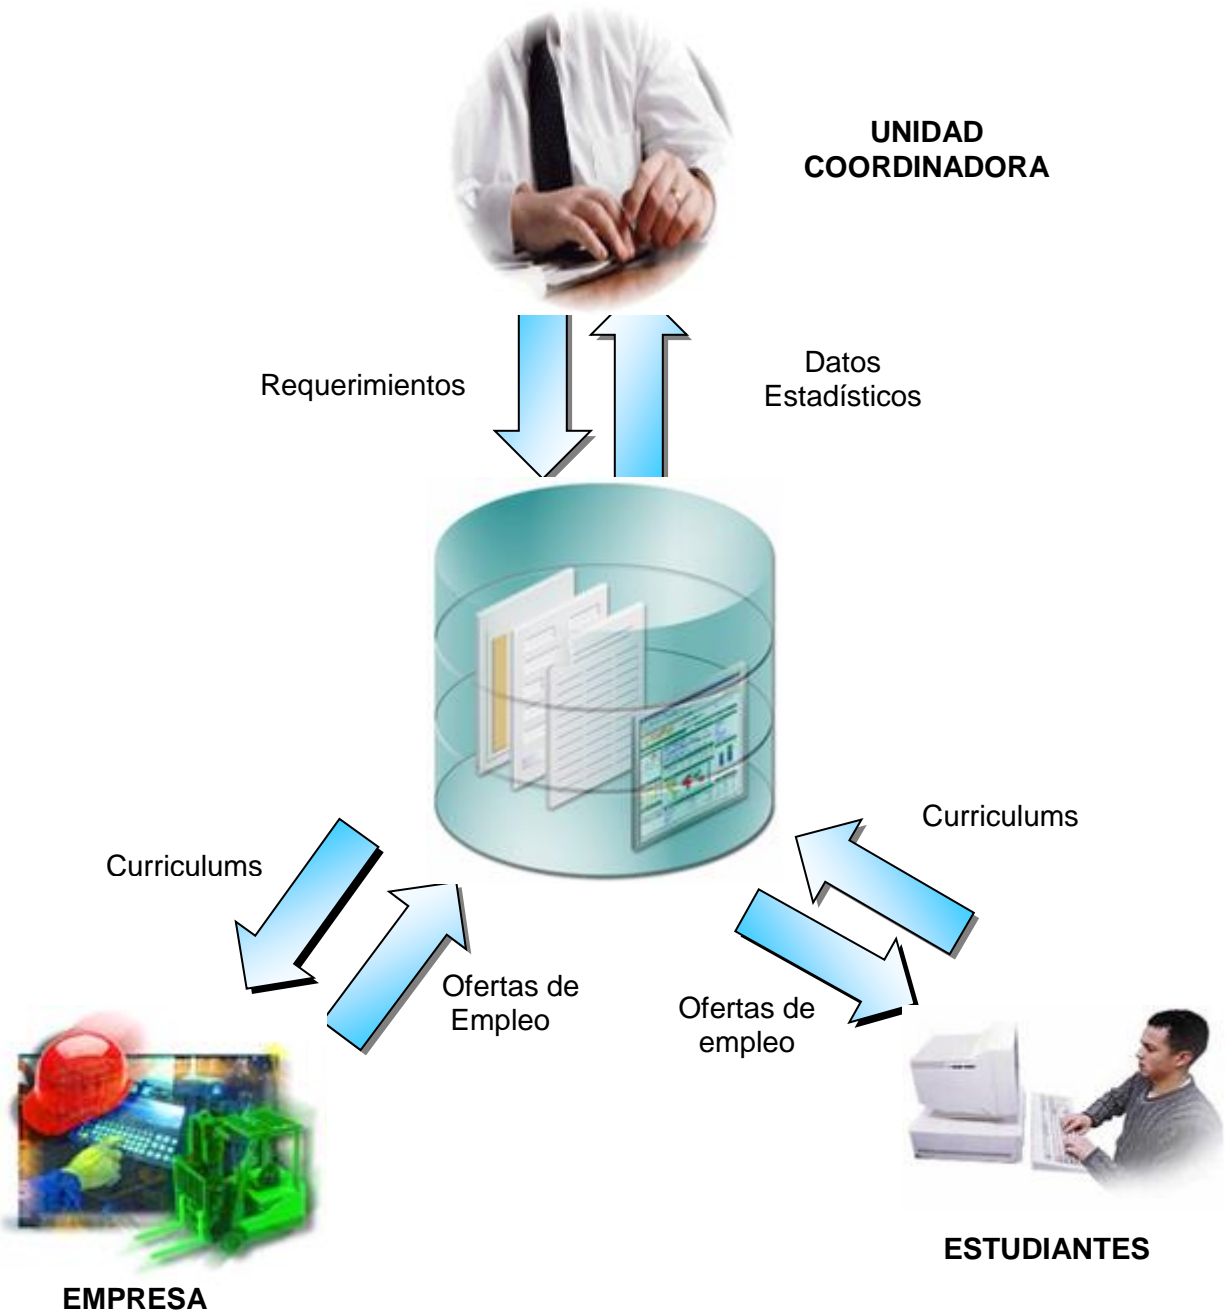 UNIDAD
COORDINADORA
Requerimientos
Datos
Estadísticos
Curriculums
Curriculums
Ofertas de
Empleo
Ofertas de
empleo
ESTUDIANTES
EMPRESA